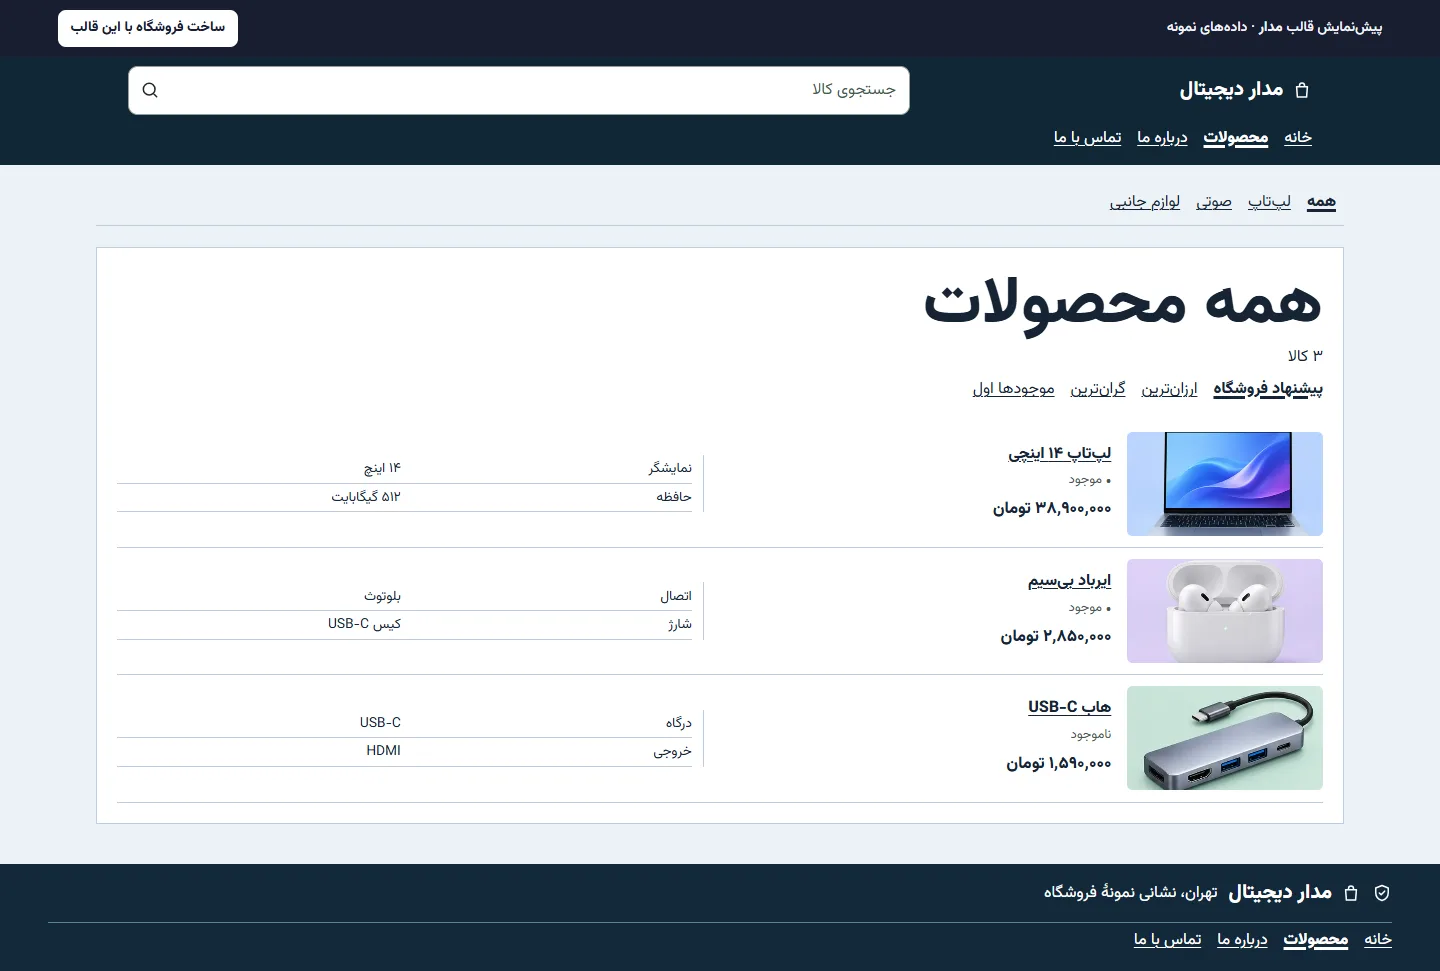 پیش‌نمایش قالب مدار · داده‌های نمونه
ساخت فروشگاه با این قالب
مدار دیجیتال
جستجوی کالا
خانه محصولات درباره ما تماس با ما
همه لپ‌تاپ صوتی لوازم جانبی
همه محصولات
۳ کالا
پیشنهاد فروشگاه ارزان‌ترین گران‌ترین موجودها اول
لپ‌تاپ ۱۴ اینچی
• موجود
۳۸,۹۰۰,۰۰۰ تومان
نمایشگر ۱۴ اینچ
حافظه ۵۱۲ گیگابایت
ایرباد بی‌سیم
• موجود
۲,۸۵۰,۰۰۰ تومان
اتصال بلوتوث
شارژ کیس USB-C
هاب USB-C
ناموجود
۱,۵۹۰,۰۰۰ تومان
درگاه USB-C
خروجی HDMI
مدار دیجیتال تهران، نشانی نمونهٔ فروشگاه
خانه محصولات درباره ما تماس با ما